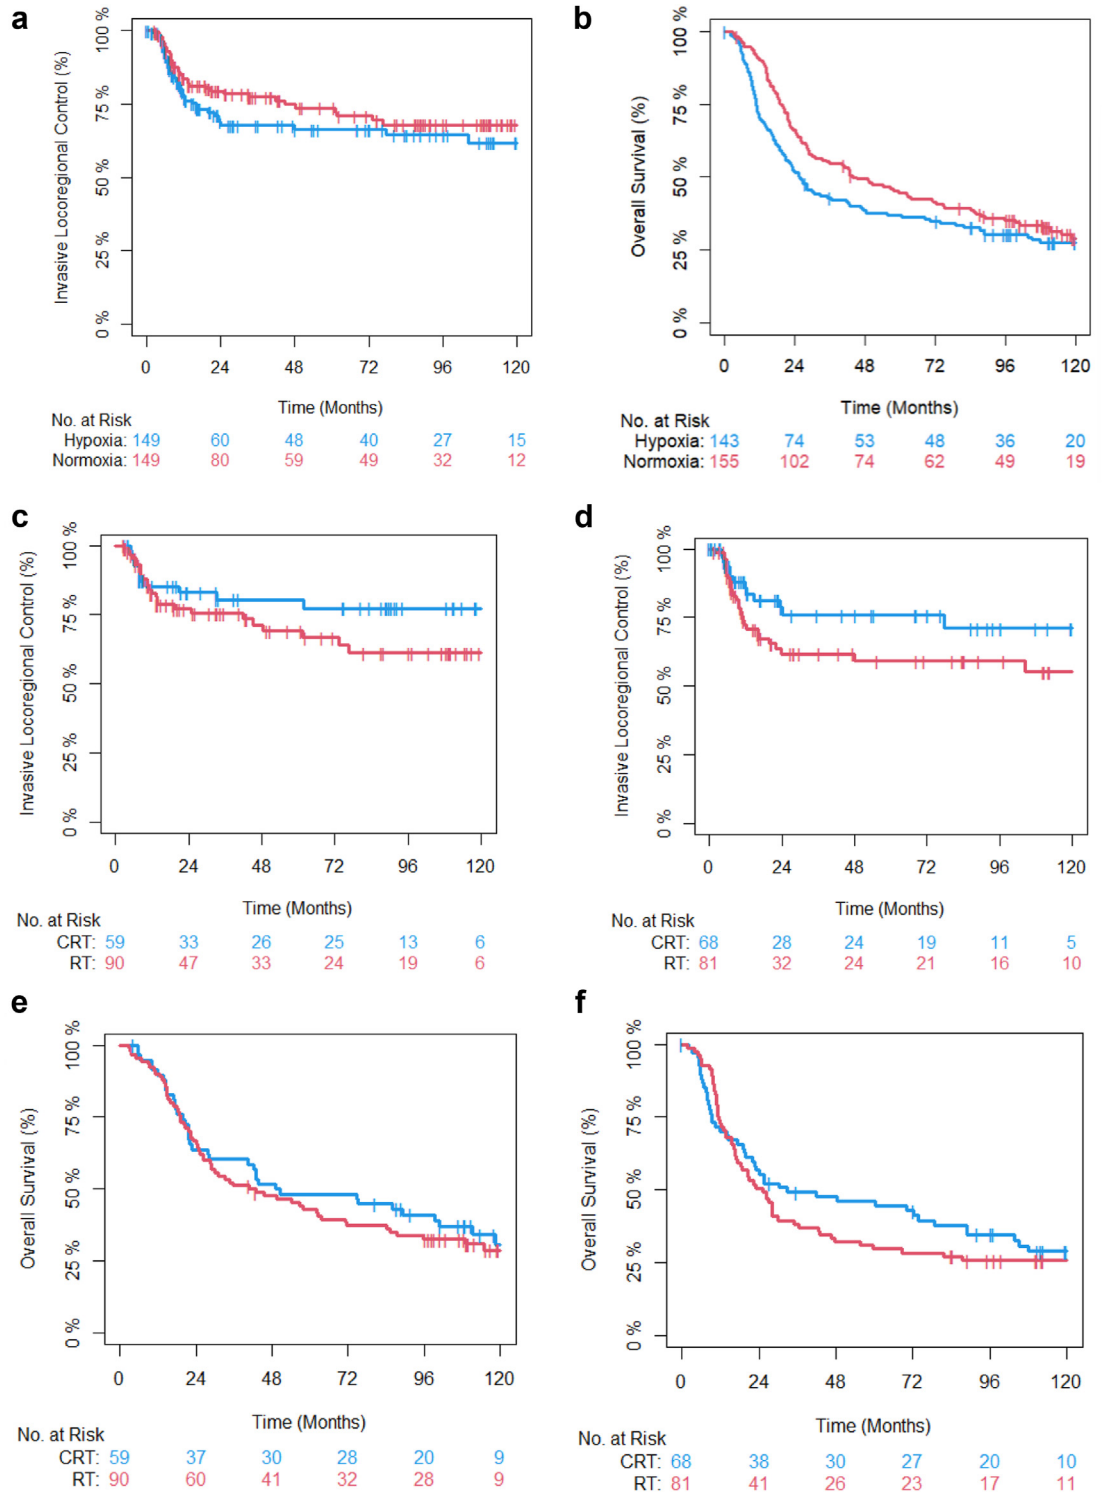 a
Invasive Locoregional Control (%)
100 %
75 %
50 %
25 %
0 %
0 24 48 72 96 120
Time (Months)
No. at Risk
Hypoxia: 149 60 48 40 27 15
Normoxia: 149 80 59 49 32 12
b
Overall Survival (%)
100 %
75 %
50 %
25 %
0 %
0 24 48 72 96 120
Time (Months)
No. at Risk
Hypoxia: 143 74 53 48 36 20
Normoxia: 155 102 74 62 49 19
c
Invasive Locoregional Control (%)
100 %
75 %
50 %
25 %
0 %
0 24 48 72 96 120
Time (Months)
No. at Risk
CRT: 59 33 26 25 13 6
RT: 90 47 33 24 19 6
d
Invasive Locoregional Control (%)
100 %
75 %
50 %
25 %
0 %
0 24 48 72 96 120
Time (Months)
No. at Risk
CRT: 68 28 24 19 11 5
RT: 81 32 24 21 16 10
e
Overall Survival (%)
100 %
75 %
50 %
25 %
0 %
0 24 48 72 96 120
Time (Months)
No. at Risk
CRT: 59 37 30 28 20 9
RT: 90 60 41 32 28 9
f
Overall Survival (%)
100 %
75 %
50 %
25 %
0 %
0 24 48 72 96 120
Time (Months)
No. at Risk
CRT: 68 38 30 27 20 10
RT: 81 41 26 23 17 11